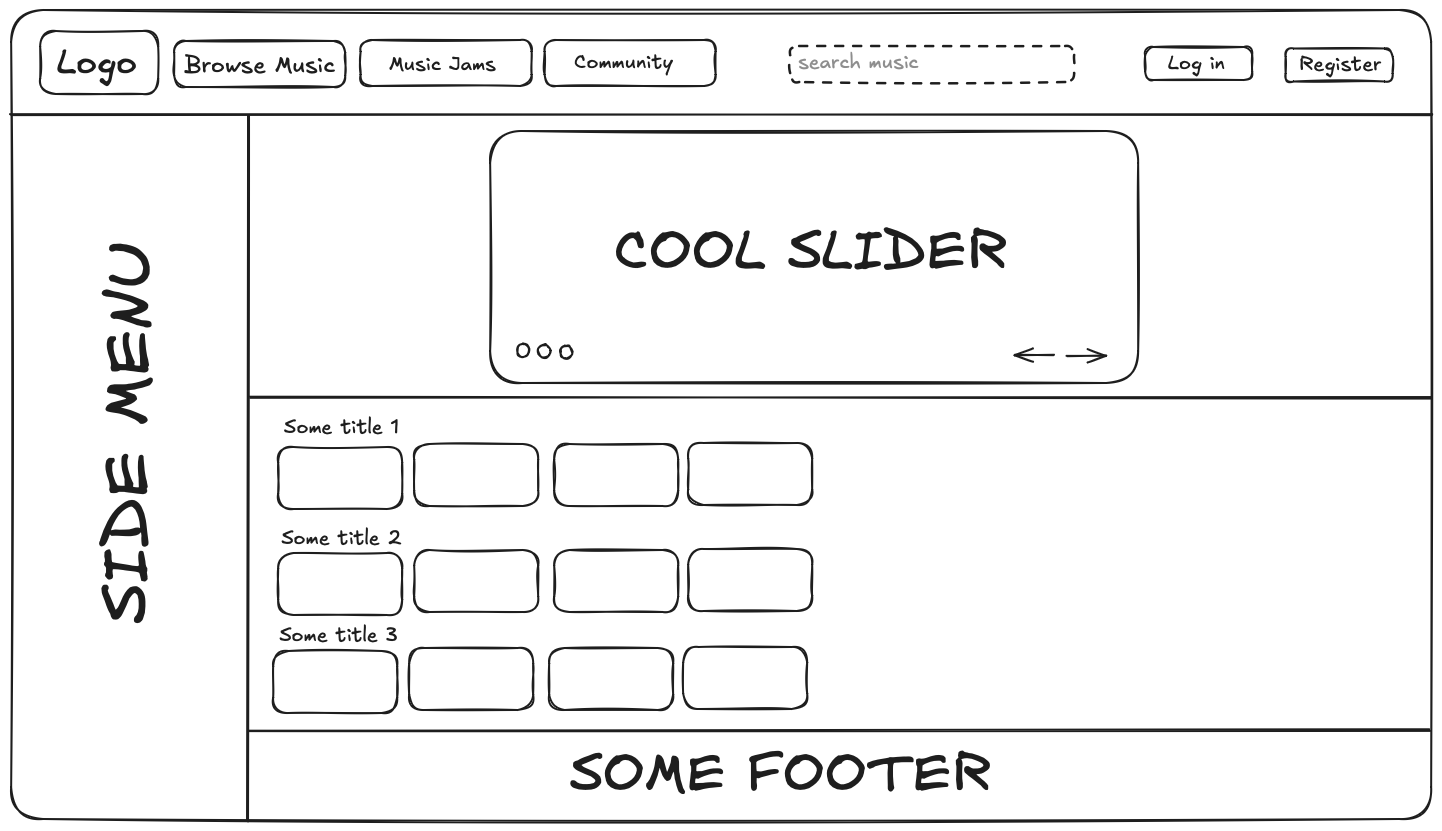 Logo
Browse Music
Music Jams
Community
search music
Log in
Register
SIDE MENU
COOL SLIDER
Some title 1
Some title 2
Some title 3
SOME FOOTER